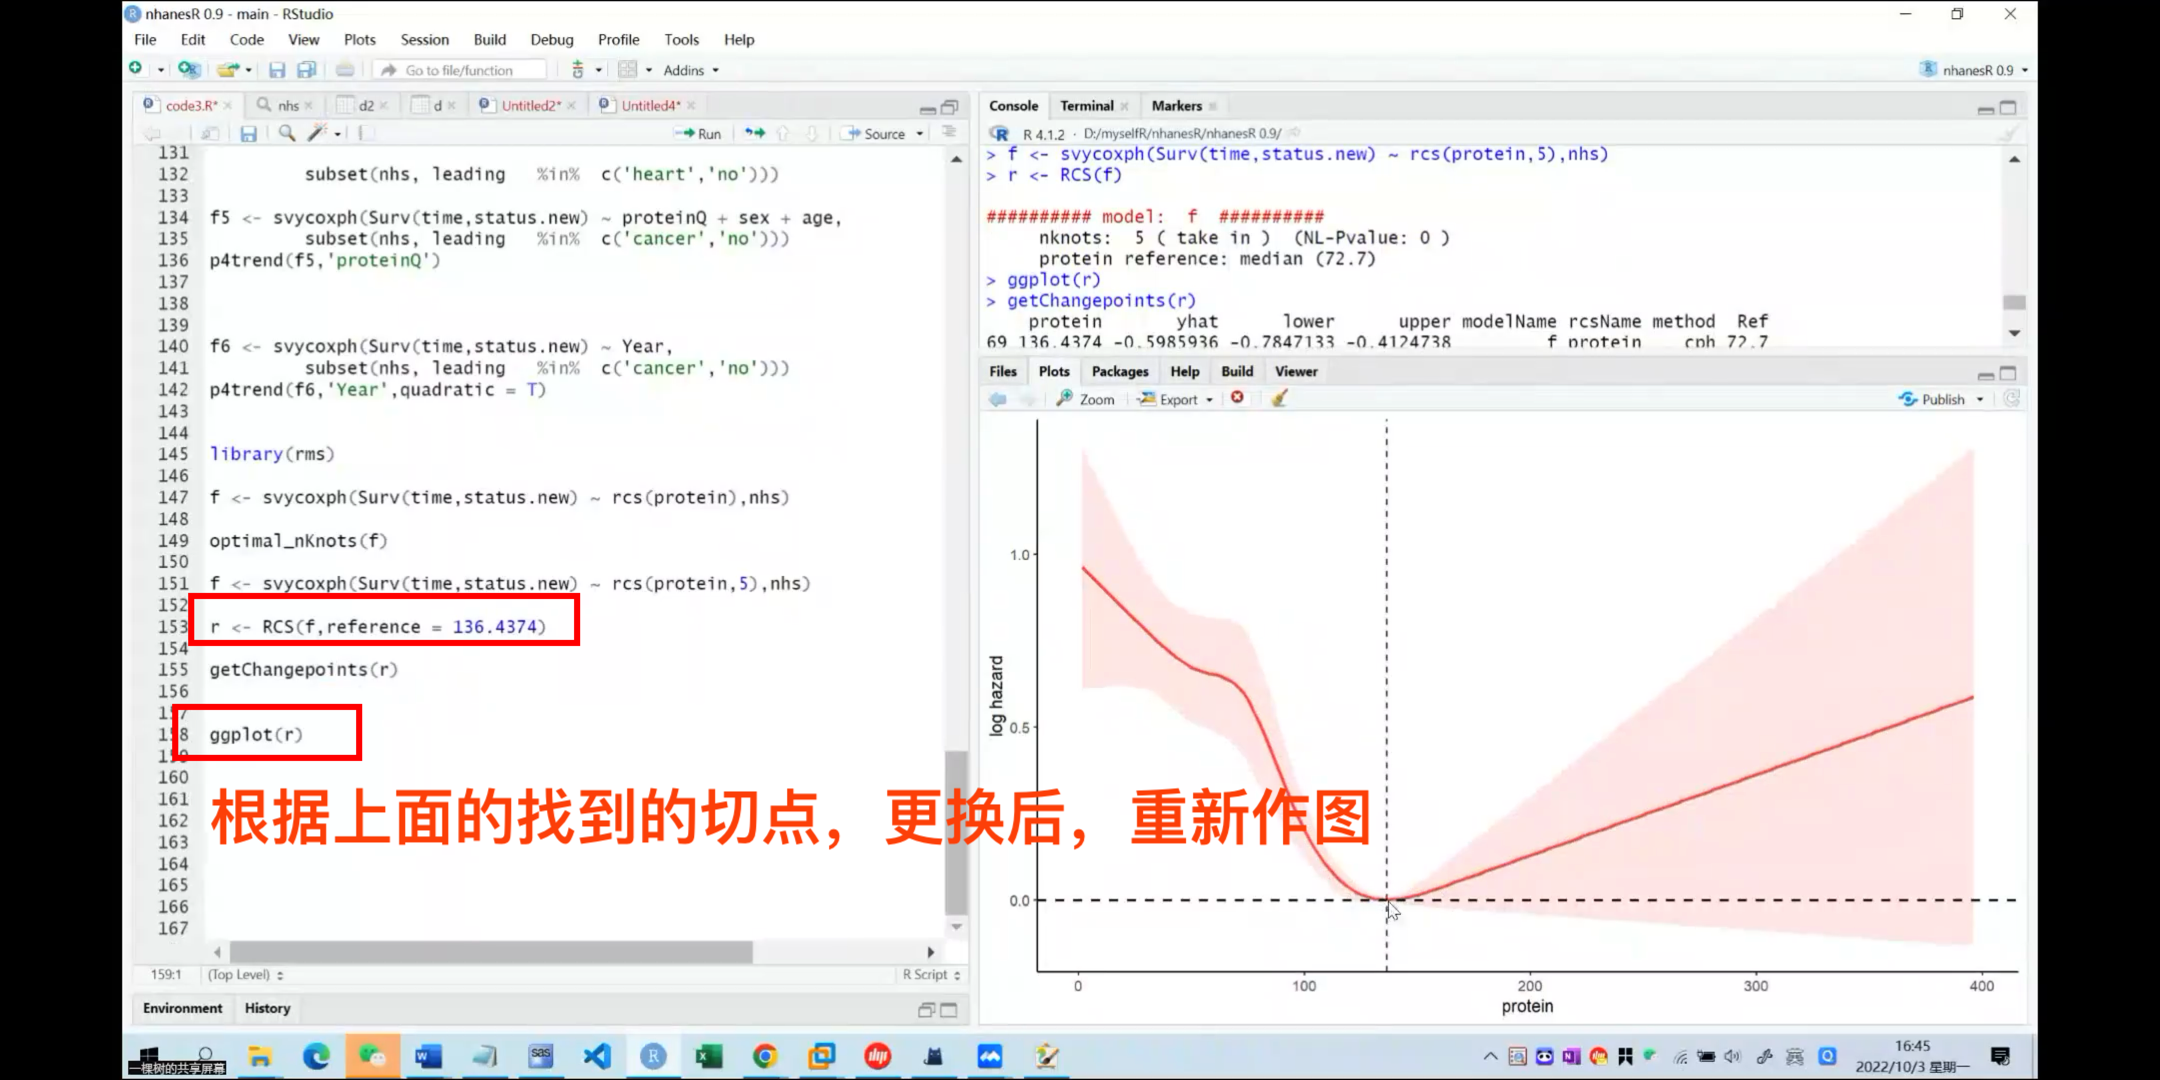 nhanesR 0.9 - main - RStudio
File Edit Code View Plots Session Build Debug Profile Tools Help
Go to file/function Addins nhanesR 0.9
code3.R* nhs d2 d Untitled2* Untitled4*
Run Source
131
132 subset(nhs, leading %in% c('heart','no')))
133
134 f5 <- svycoxph(Surv(time,status.new) ~ proteinQ + sex + age,
135 subset(nhs, leading %in% c('cancer','no')))
136 p4trend(f5,'proteinQ')
137
138
139
140 f6 <- svycoxph(Surv(time,status.new) ~ Year,
141 subset(nhs, leading %in% c('cancer','no')))
142 p4trend(f6,'Year',quadratic = T)
143
144
145 library(rms)
146
147 f <- svycoxph(Surv(time,status.new) ~ rcs(protein),nhs)
148
149 optimal_nKnots(f)
150
151 f <- svycoxph(Surv(time,status.new) ~ rcs(protein,5),nhs)
152
153 r <- RCS(f,reference = 136.4374)
154
155 getChangepoints(r)
156
157
158 ggplot(r)
159
160
161
162
163
164
165
166
167
根据上面的找到的切点，更换后，重新作图
159:1 (Top Level) R Script
Environment History
Console Terminal Markers
R 4.1.2 · D:/myselfR/nhanesR/nhanesR 0.9/
> f <- svycoxph(Surv(time,status.new) ~ rcs(protein,5),nhs)
> r <- RCS(f)
########## model: f ##########
nknots: 5 ( take in ) (NL-Pvalue: 0 )
protein reference: median (72.7)
> ggplot(r)
> getChangepoints(r)
protein yhat lower upper modelName rcsName method Ref
69 136.4374 -0.5985936 -0.7847133 -0.4124738 f protein cph 72.7
Files Plots Packages Help Build Viewer
Zoom Export Publish
1.0
0.5
0.0
log hazard
0 100 200 300 400
protein
一棵树的共享屏幕
16:45
2022/10/3 星期一